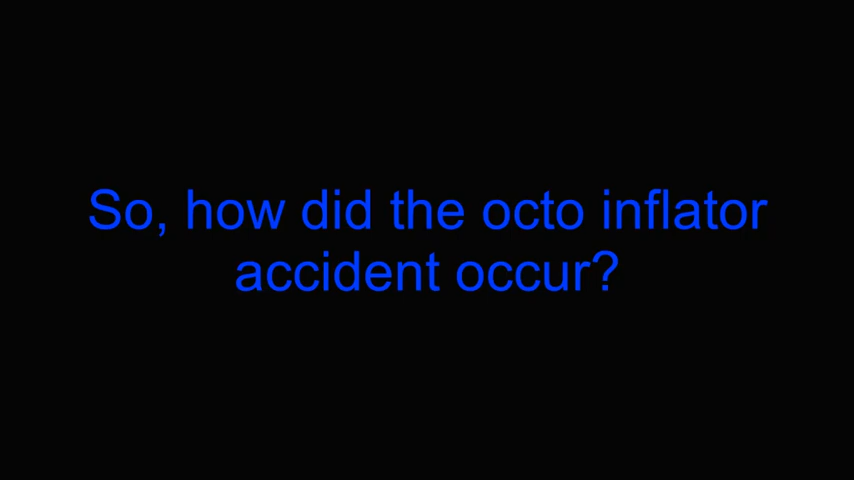 So, how did the octo inflator
accident occur?